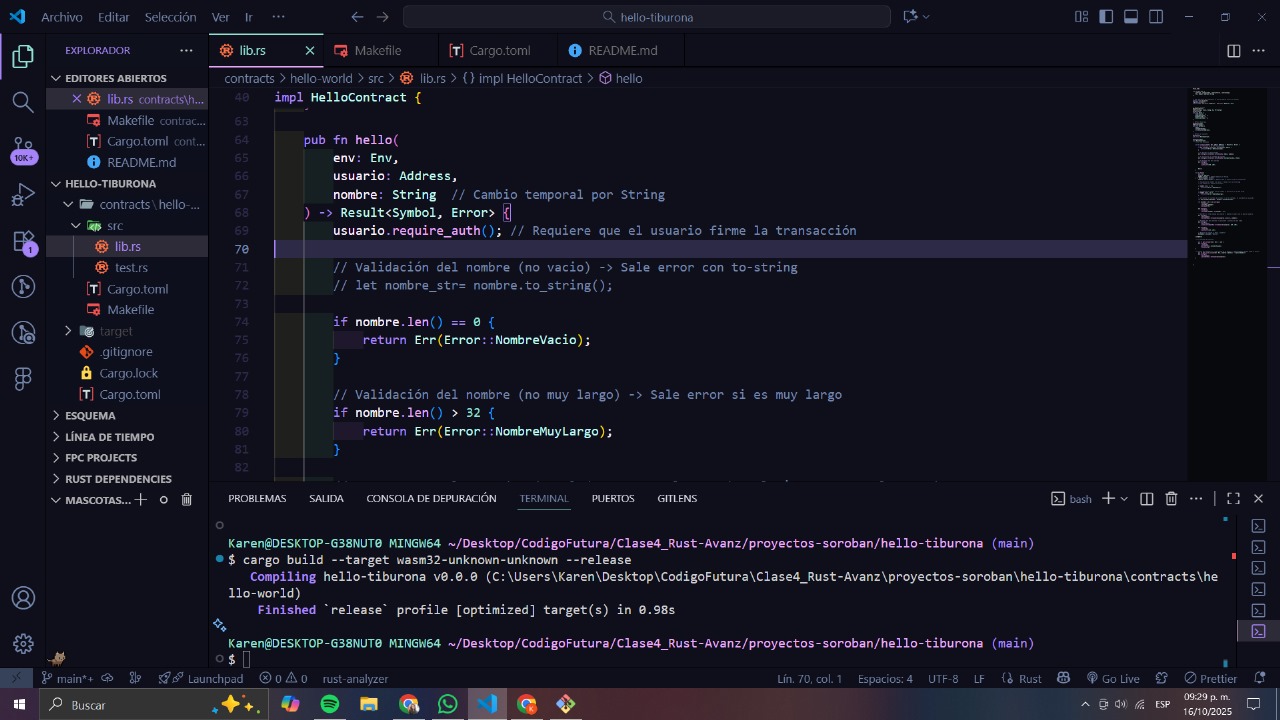 Archivo Editar Selección Ver Ir ··· hello-tiburona
EXPLORADOR ···
EDITORES ABIERTOS
lib.rs contracts\h...
Makefile contrac...
Cargo.toml cont...
README.md
HELLO-TIBURONA
contracts \ hello-...
src
lib.rs
test.rs
Cargo.toml
Makefile
target
.gitignore
Cargo.lock
Cargo.toml
ESQUEMA
LÍNEA DE TIEMPO
FPC PROJECTS
RUST DEPENDENCIES
MASCOTAS...
10K+
1
lib.rs Makefile Cargo.toml README.md
contracts > hello-world > src > lib.rs > {} impl HelloContract > hello
40 impl HelloContract {
63
64 pub fn hello(
65 env: Env,
66 usuario: Address,
67 nombre: String // Cambio temporal por String
68 ) -> Result<Symbol, Error> {
69 usuario.require_auth(); // Requiere que el usuario firme la transacción
70
71 // Validación del nombre (no vacio) -> Sale error con to-string
72 // let nombre_str= nombre.to_string();
73
74 if nombre.len() == 0 {
75 return Err(Error::NombreVacio);
76 }
77
78 // Validación del nombre (no muy largo) -> Sale error si es muy largo
79 if nombre.len() > 32 {
80 return Err(Error::NombreMuyLargo);
81 }
82
PROBLEMAS SALIDA CONSOLA DE DEPURACIÓN TERMINAL PUERTOS GITLENS bash
Karen@DESKTOP-G38NUT0 MINGW64 ~/Desktop/CodigoFutura/Clase4_Rust-Avanz/proyectos-soroban/hello-tiburona (main)
$ cargo build --target wasm32-unknown-unknown --release
Compiling hello-tiburona v0.0.0 (C:\Users\Karen\Desktop\CodigoFutura\Clase4_Rust-Avanz\proyectos-soroban\hello-tiburona\contracts\he
llo-world)
Finished `release` profile [optimized] target(s) in 0.98s
Karen@DESKTOP-G38NUT0 MINGW64 ~/Desktop/CodigoFutura/Clase4_Rust-Avanz/proyectos-soroban/hello-tiburona (main)
$
main*+ Launchpad 0 0 rust-analyzer Lín. 70, col. 1 Espacios: 4 UTF-8 LF {} Rust Go Live Prettier
Buscar ESP 09:29 p. m.
16/10/2025